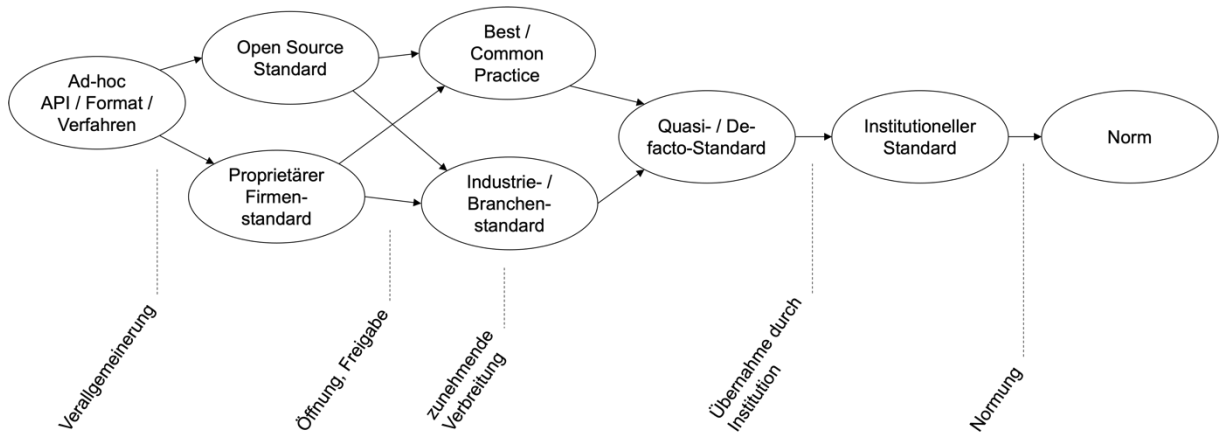 Ad-hoc
API / Format /
Verfahren
Open Source
Standard
Proprietärer
Firmen-
standard
Best /
Common
Practice
Industrie- /
Branchen-
standard
Quasi- / De-
facto-Standard
Institutioneller
Standard
Norm
Verallgemeinerung
Öffnung, Freigabe
zunehmende
Verbreitung
Übernahme durch
Institution
Normung